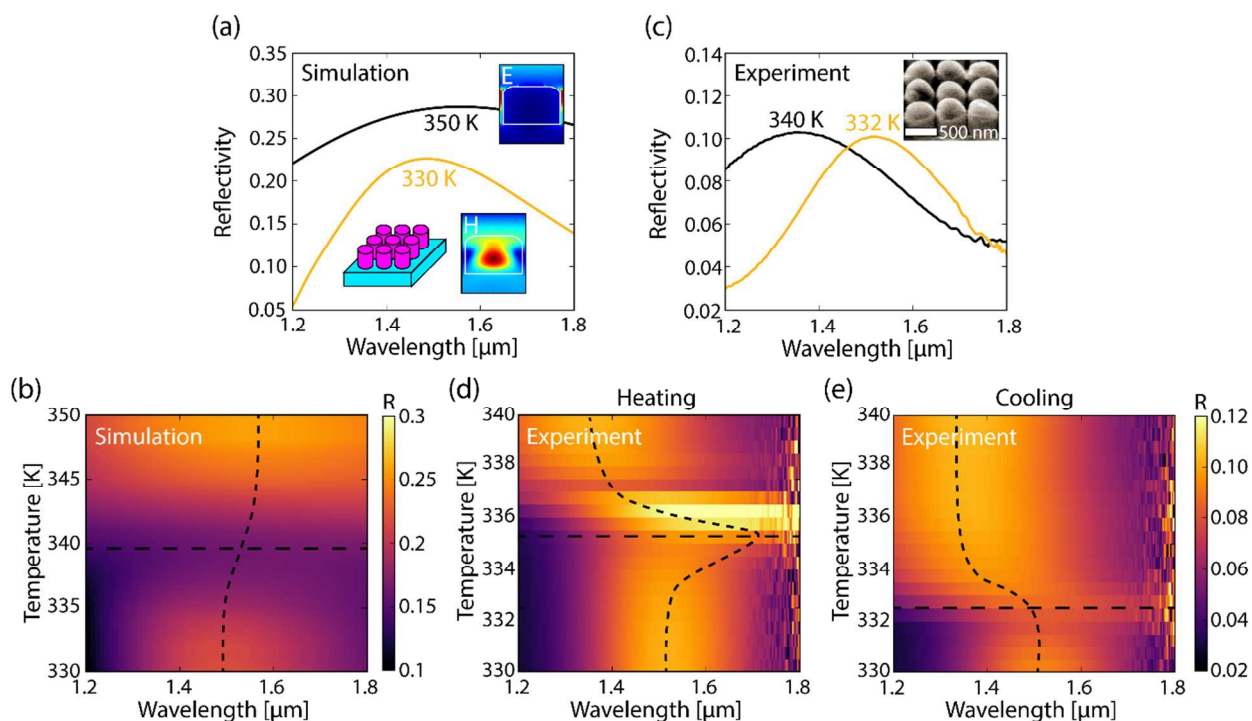 (a)
Simulation
E
350 K
330 K
H
Reflectivity
0.35
0.30
0.25
0.20
0.15
0.10
0.05
1.2 1.4 1.6 1.8
Wavelength [µm]
(c)
Experiment
340 K
332 K
500 nm
Reflectivity
0.14
0.12
0.10
0.08
0.06
0.04
0.02
1.2 1.4 1.6 1.8
Wavelength [µm]
(b)
Simulation
Temperature [K]
350
345
340
335
330
1.2 1.4 1.6 1.8
Wavelength [µm]
R
0.3
0.25
0.2
0.15
0.1
(d)
Heating
Experiment
Temperature [K]
340
338
336
334
332
330
1.2 1.4 1.6 1.8
Wavelength [µm]
(e)
Cooling
Experiment
Temperature [K]
340
338
336
334
332
330
1.2 1.4 1.6 1.8
Wavelength [µm]
R
0.12
0.10
0.08
0.06
0.04
0.02